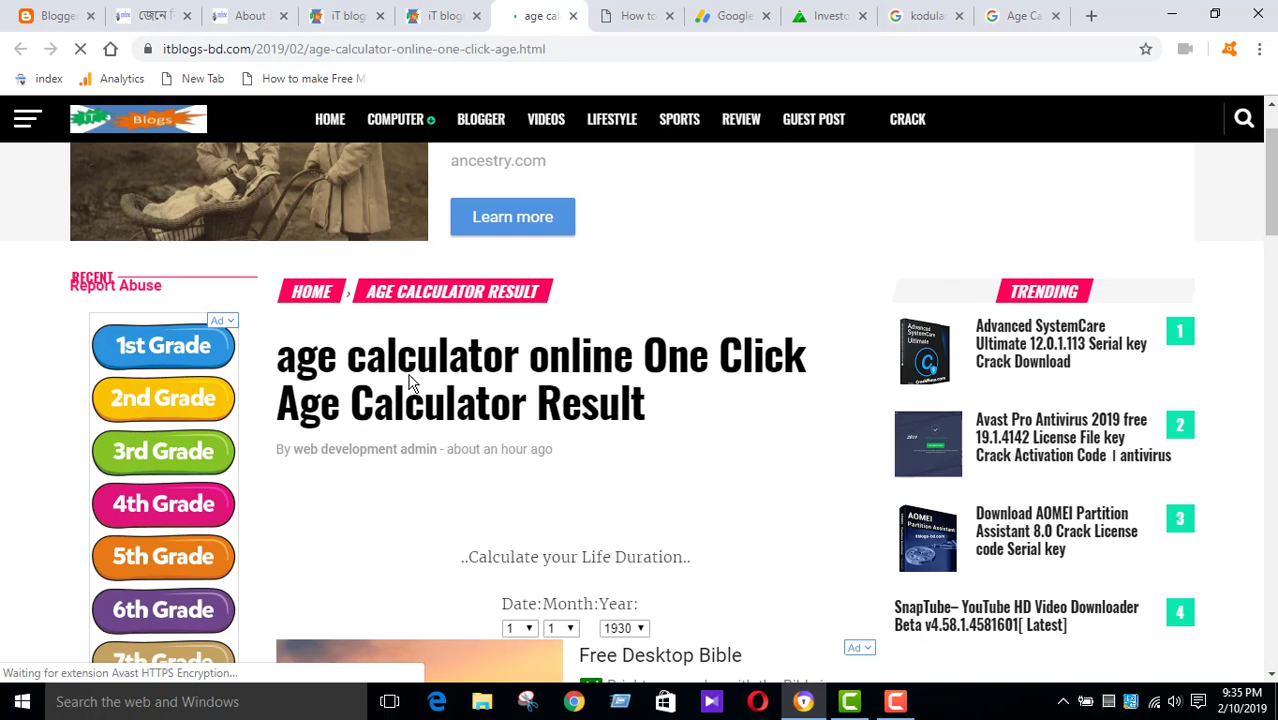 Blogge
জেনে
About
iT blog
iT blog
age cal
How to
Google
Investo
kodular
Age Ca
itblogs-bd.com/2019/02/age-calculator-online-one-click-age.html
index
Analytics
New Tab
How to make Free M
iT Blogs
HOME
COMPUTER
BLOGGER
VIDEOS
LIFESTYLE
SPORTS
REVIEW
GUEST POST
CRACK
ancestry.com
Learn more
RECENT
Report Abuse
Ad
1st Grade
2nd Grade
3rd Grade
4th Grade
5th Grade
6th Grade
7th Grade
HOME › AGE CALCULATOR RESULT
age calculator online One Click
Age Calculator Result
By web development admin - about an hour ago
..Calculate your Life Duration..
Date:Month:Year:
1 1 1930
Free Desktop Bible
Ad
TRENDING
Advanced SystemCare
Ultimate 12.0.1.113 Serial key
Crack Download
1
Avast Pro Antivirus 2019 free
19.1.4142 License File key
Crack Activation Code । antivirus
2
Download AOMEI Partition
Assistant 8.0 Crack License
code Serial key
3
SnapTube– YouTube HD Video Downloader
Beta v4.58.1.4581601[ Latest]
4
Waiting for extension Avast HTTPS Encryption...
Search the web and Windows
9:35 PM
2/10/2019